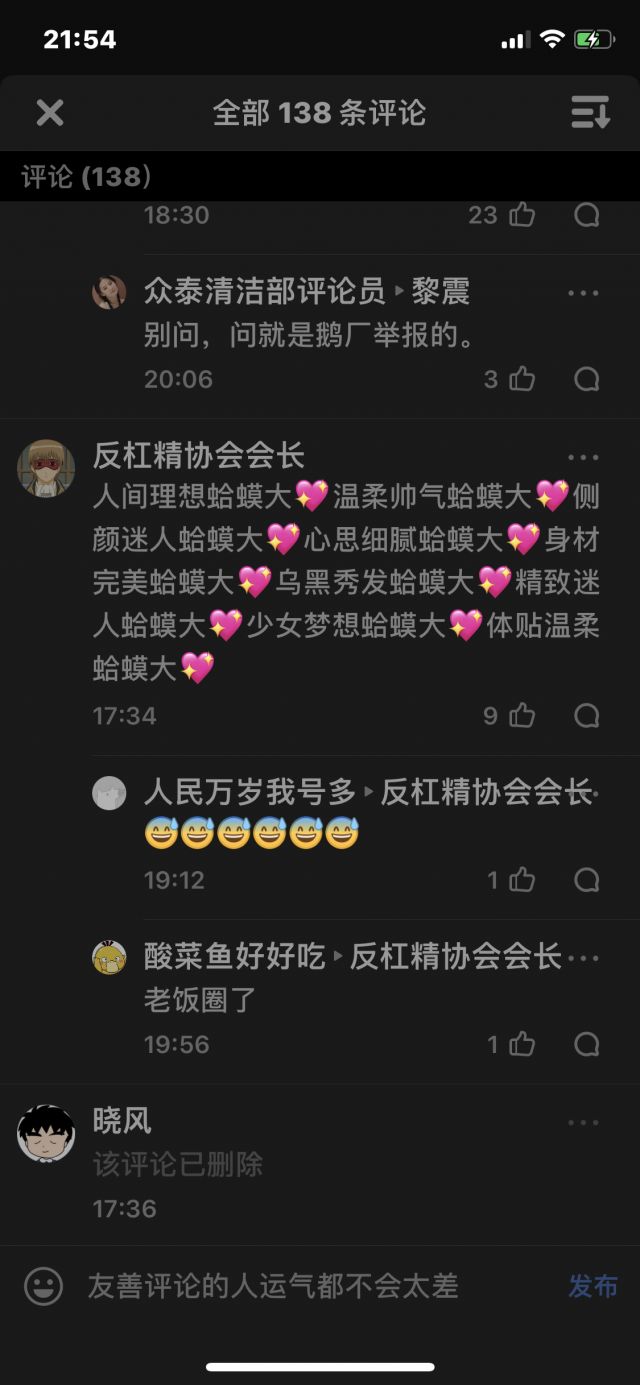 21:54
全部 138 条评论
评论 (138)
18:30
23
众泰清洁部评论员 ▸ 黎震
别问，问就是鹅厂举报的。
20:06
3
反杠精协会会长
人间理想蛤蟆大💖温柔帅气蛤蟆大💖侧
颜迷人蛤蟆大💖心思细腻蛤蟆大💖身材
完美蛤蟆大💖乌黑秀发蛤蟆大💖精致迷
人蛤蟆大💖少女梦想蛤蟆大💖体贴温柔
蛤蟆大💖
17:34
9
人民万岁我号多 ▸ 反杠精协会会长
😅😅😅😅😅😅
19:12
1
酸菜鱼好好吃 ▸ 反杠精协会会长
老饭圈了
19:56
1
晓风
该评论已删除
17:36
友善评论的人运气都不会太差
发布